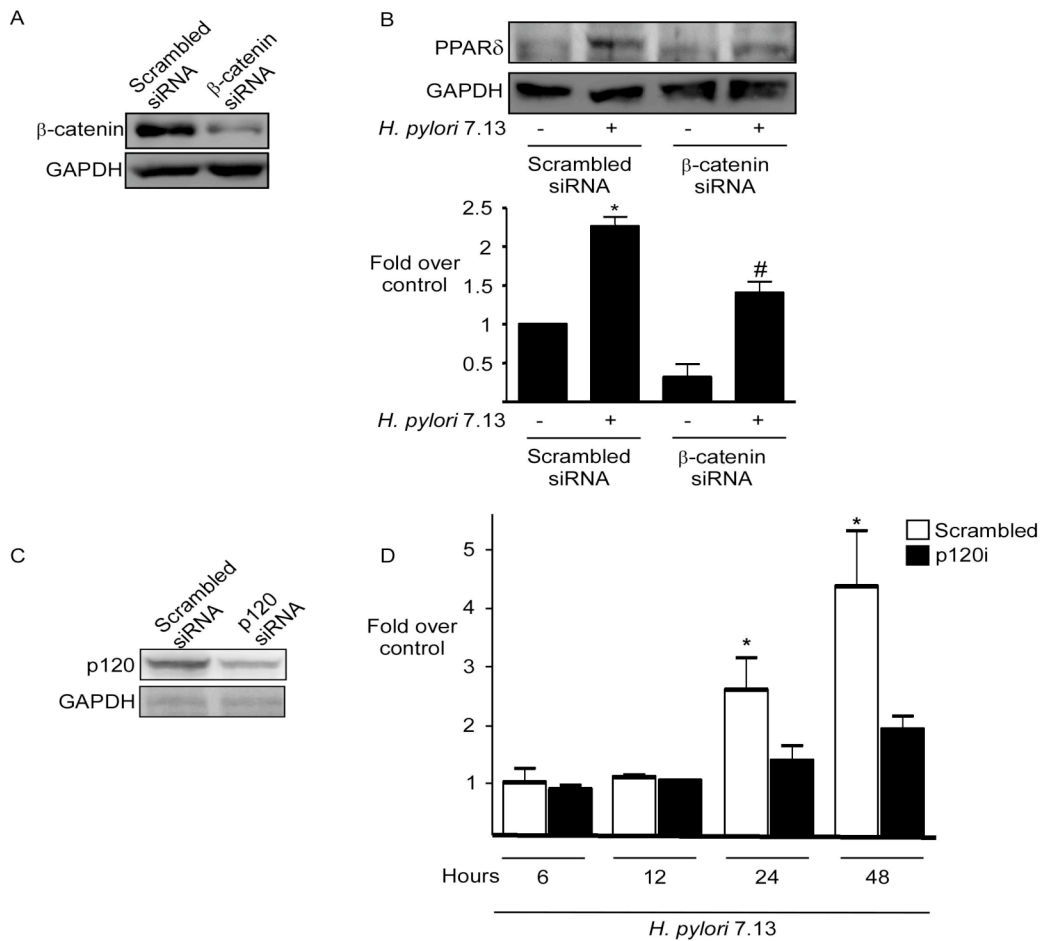 A
Scrambled
siRNA
β-catenin
siRNA
β-catenin
GAPDH
B
PPARδ
GAPDH
H. pylori 7.13 - + - +
Scrambled
siRNA
β-catenin
siRNA
Fold over
control
2.5
2
1.5
1
0.5
*
#
H. pylori 7.13 - + - +
Scrambled
siRNA
β-catenin
siRNA
C
Scrambled
siRNA
p120
siRNA
p120
GAPDH
D
Fold over
control
5
4
3
2
1
*
*
Scrambled
p120i
Hours 6 12 24 48
H. pylori 7.13